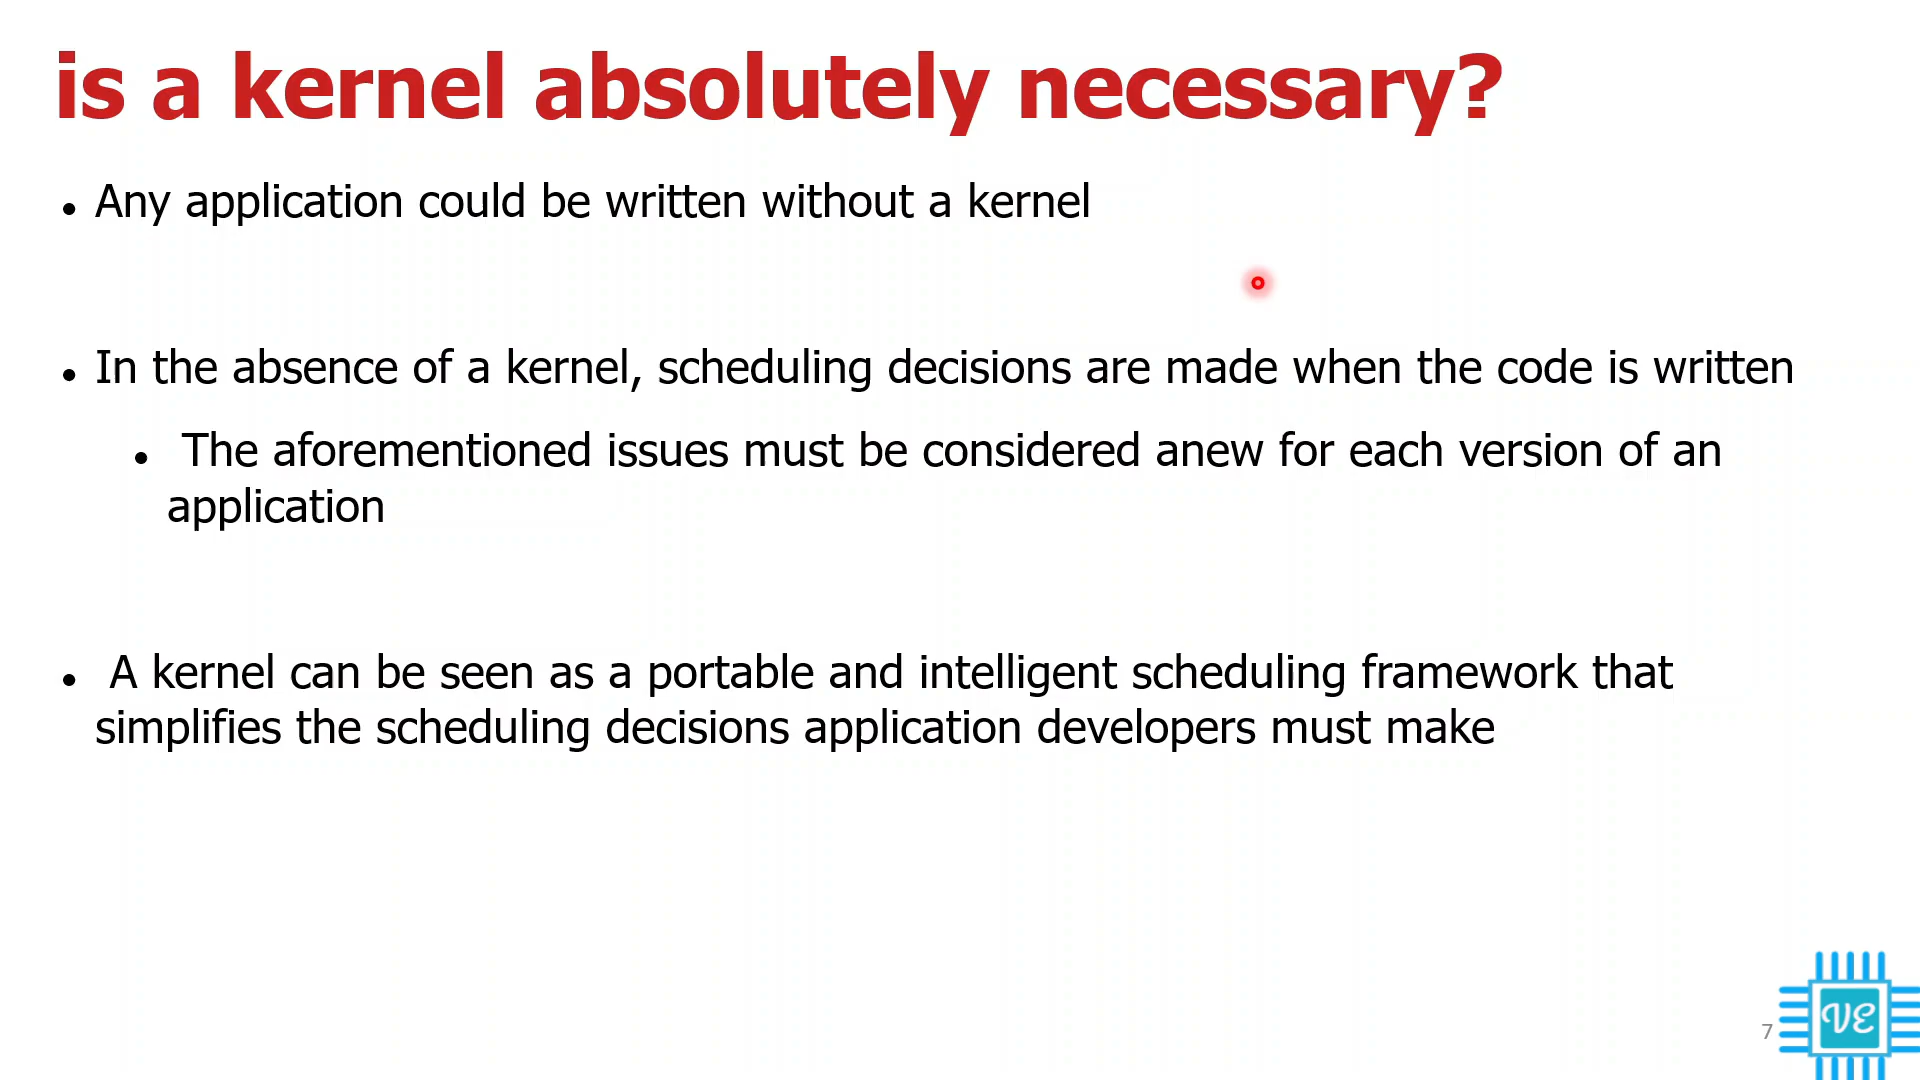 is a kernel absolutely necessary?
• Any application could be written without a kernel
• In the absence of a kernel, scheduling decisions are made when the code is written
• The aforementioned issues must be considered anew for each version of an
application
• A kernel can be seen as a portable and intelligent scheduling framework that
simplifies the scheduling decisions application developers must make
7
VE